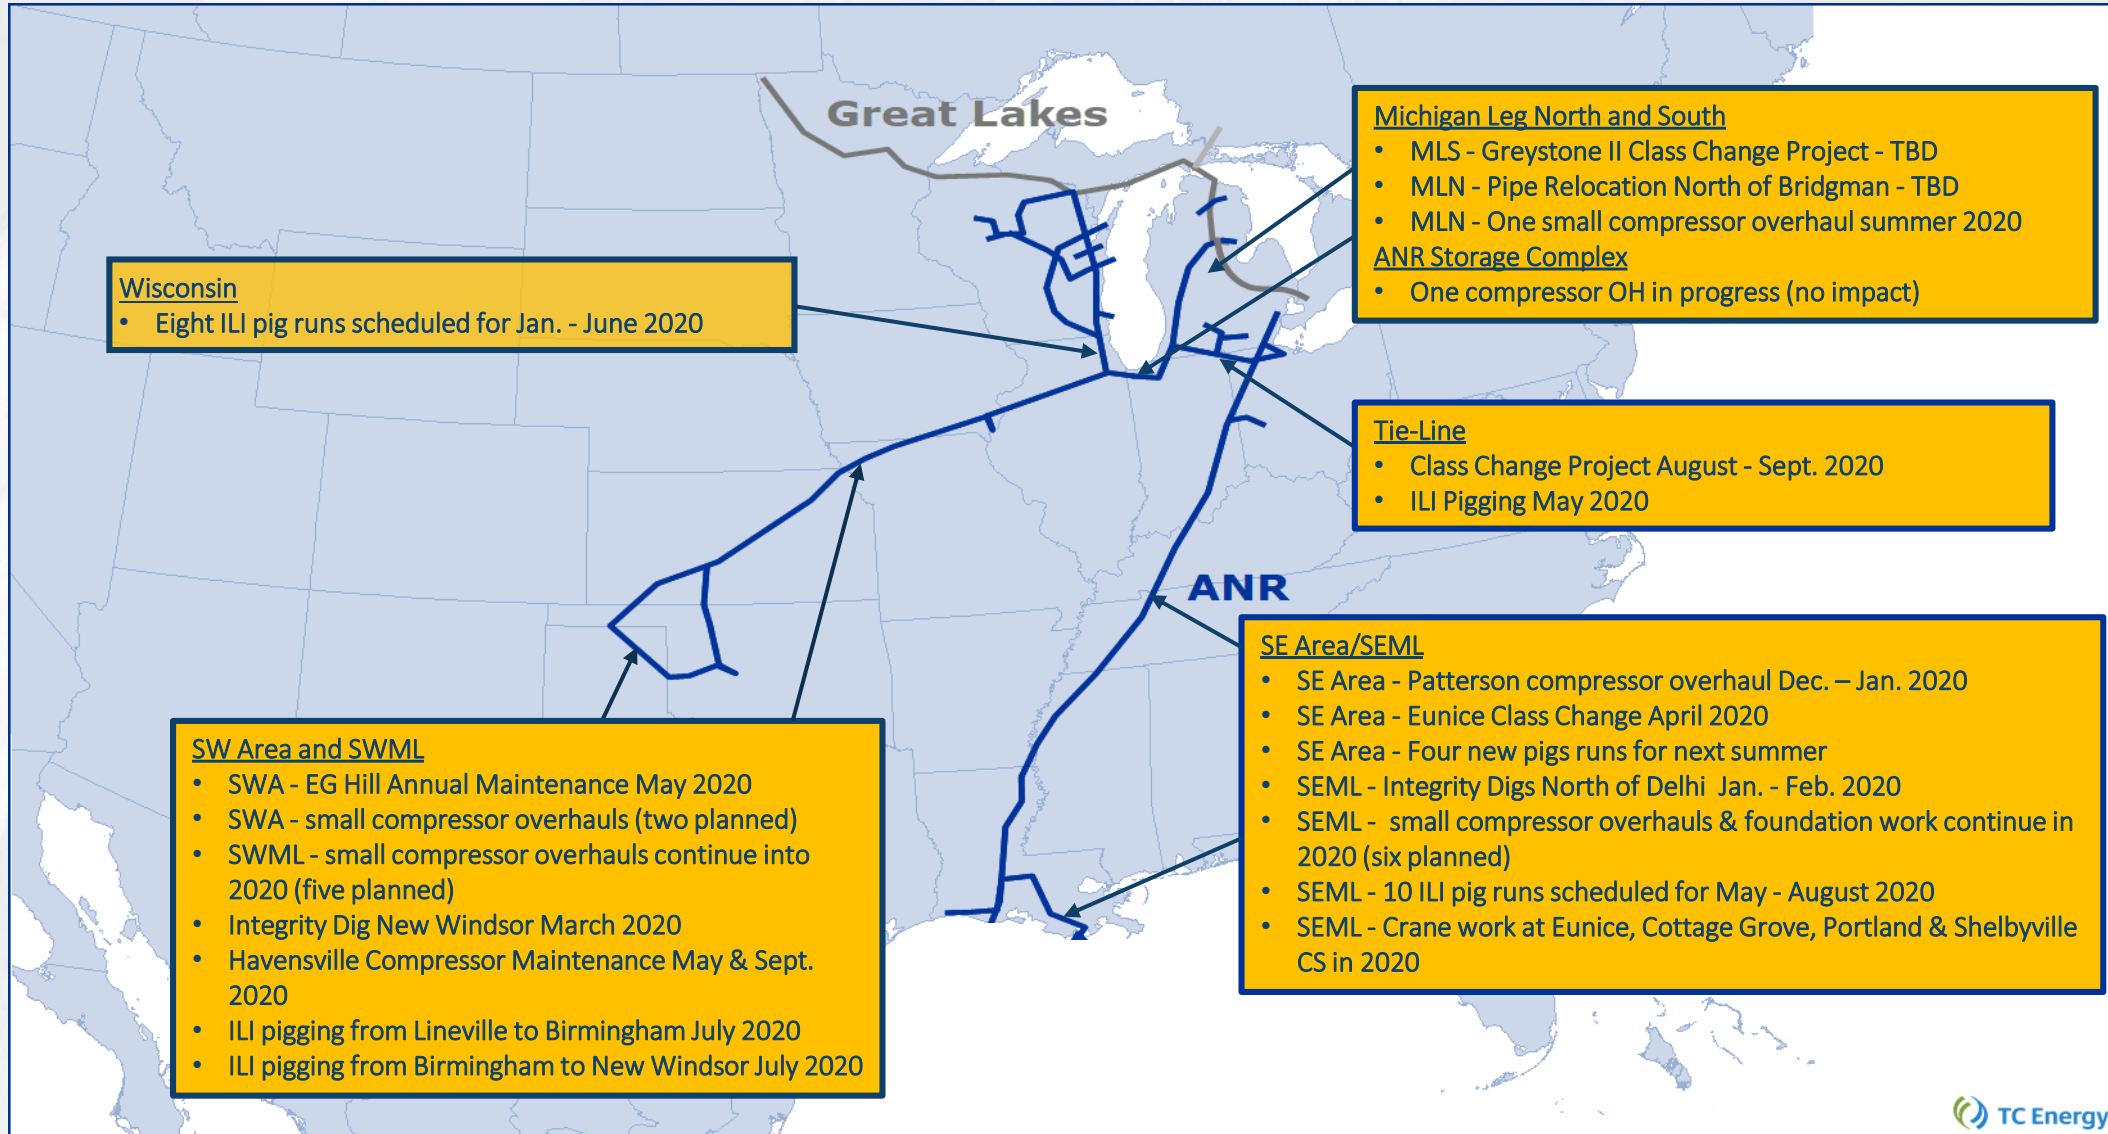 Great Lakes
Michigan Leg North and South
• MLS - Greystone II Class Change Project - TBD
• MLN - Pipe Relocation North of Bridgman - TBD
• MLN - One small compressor overhaul summer 2020
ANR Storage Complex
• One compressor OH in progress (no impact)
Wisconsin
• Eight ILI pig runs scheduled for Jan. - June 2020
Tie-Line
• Class Change Project August - Sept. 2020
• ILI Pigging May 2020
ANR
SE Area/SEML
• SE Area - Patterson compressor overhaul Dec. – Jan. 2020
• SE Area - Eunice Class Change April 2020
• SE Area - Four new pigs runs for next summer
• SEML - Integrity Digs North of Delhi  Jan. - Feb. 2020
• SEML -  small compressor overhauls & foundation work continue in
2020 (six planned)
• SEML - 10 ILI pig runs scheduled for May - August 2020
• SEML - Crane work at Eunice, Cottage Grove, Portland & Shelbyville
CS in 2020
SW Area and SWML
• SWA - EG Hill Annual Maintenance May 2020
• SWA - small compressor overhauls (two planned)
• SWML - small compressor overhauls continue into
2020 (five planned)
• Integrity Dig New Windsor March 2020
• Havensville Compressor Maintenance May & Sept.
2020
• ILI pigging from Lineville to Birmingham July 2020
• ILI pigging from Birmingham to New Windsor July 2020
TC Energy